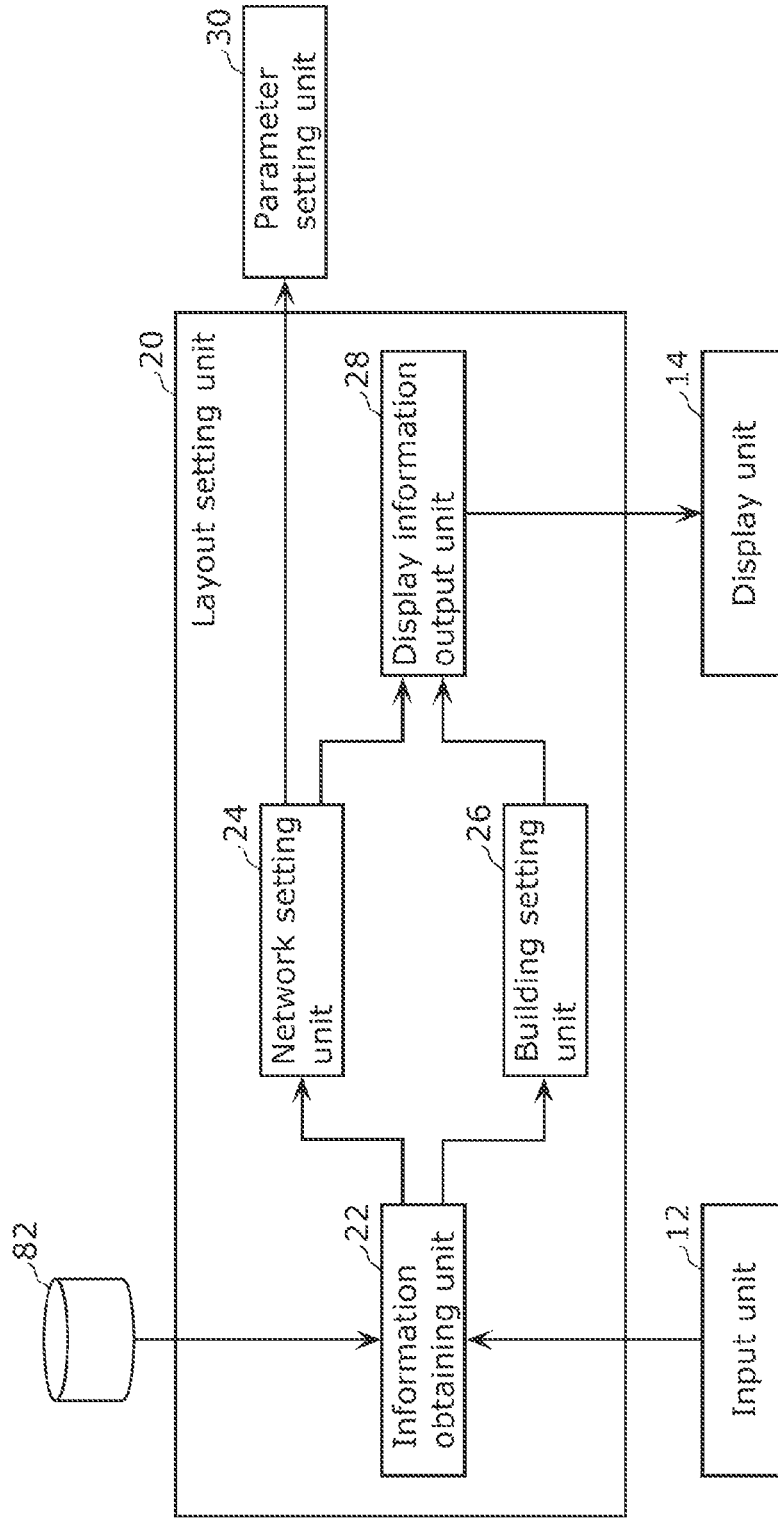 82
20
Layout setting unit
30
Parameter
setting unit
24
Network setting
unit
22
Information
obtaining unit
28
Display information
output unit
26
Building setting
unit
12
Input unit
14
Display unit